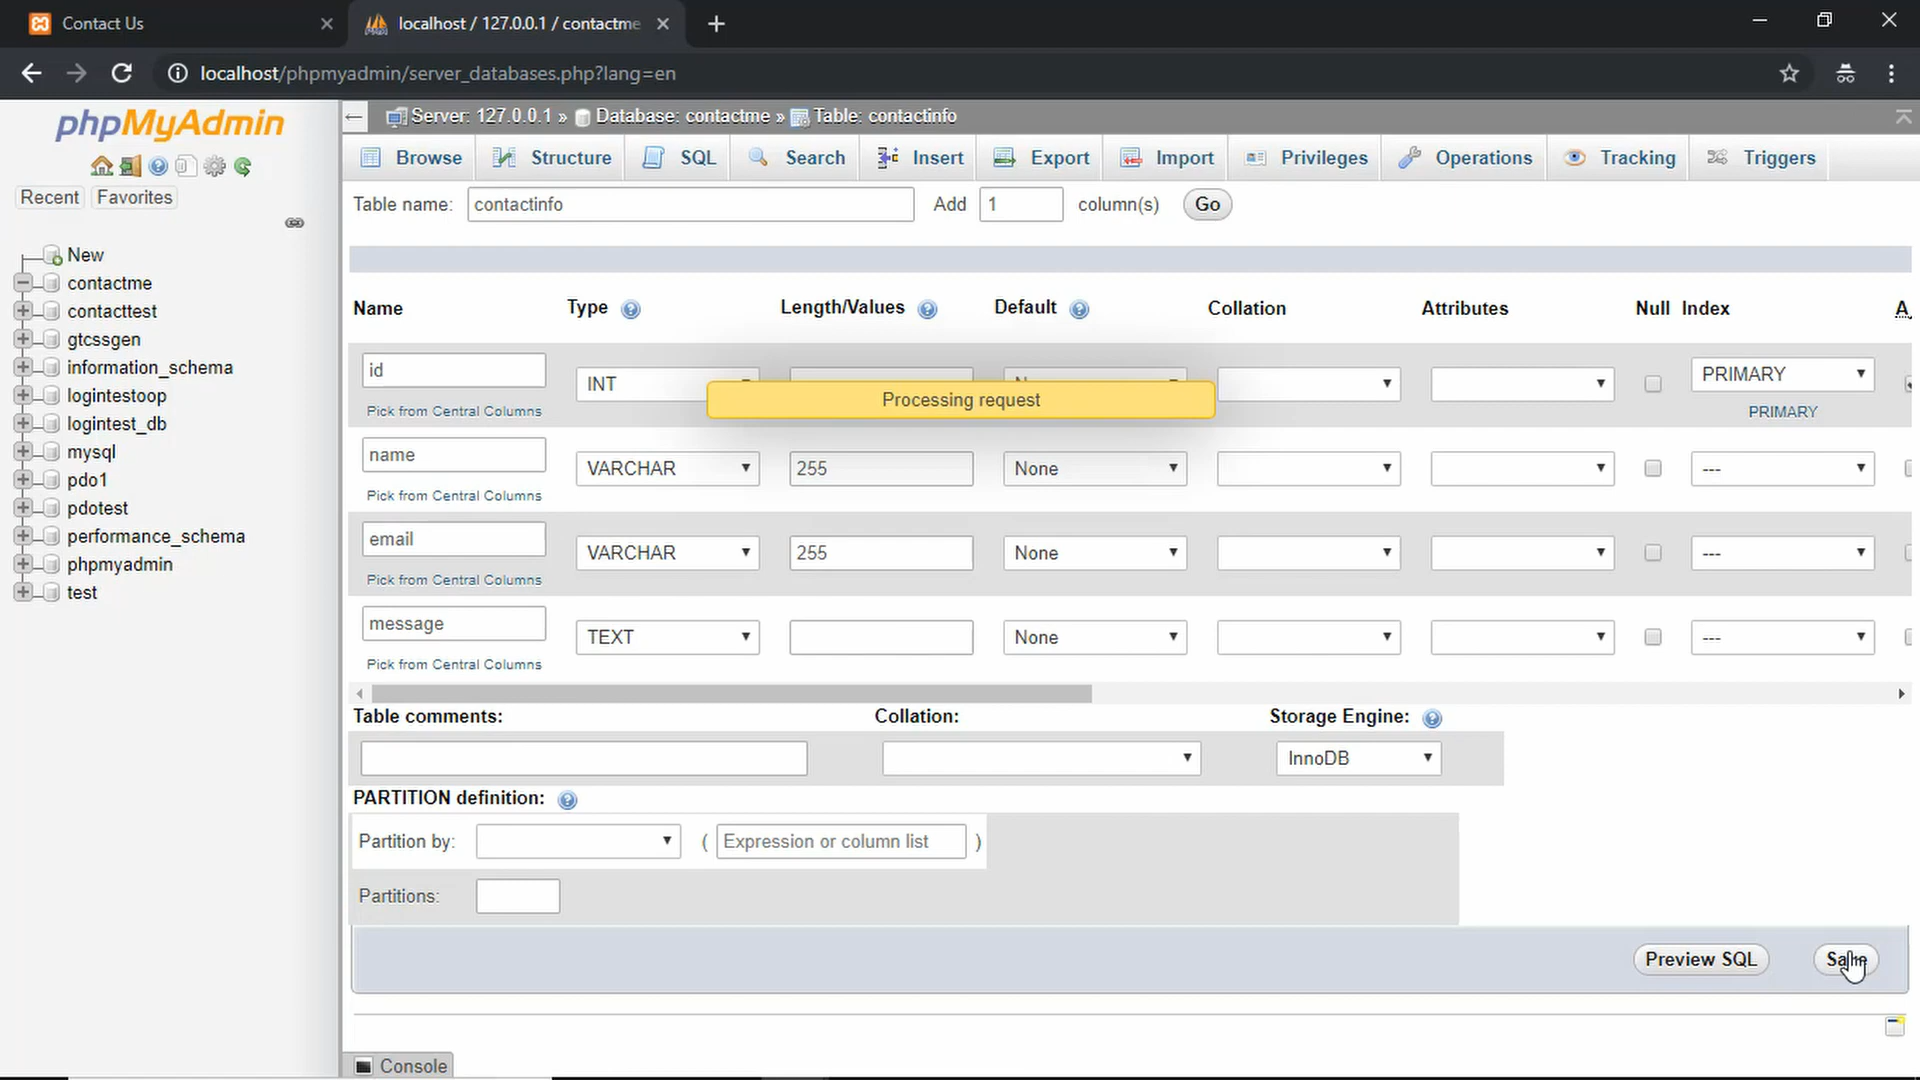 Contact Us
localhost / 127.0.0.1 / contactme
localhost/phpmyadmin/server_databases.php?lang=en
phpMyAdmin
Recent Favorites
New
contactme
contacttest
gtcssgen
information_schema
logintestoop
logintest_db
mysql
pdo1
pdotest
performance_schema
phpmyadmin
test
Server: 127.0.0.1 » Database: contactme » Table: contactinfo
Browse Structure SQL Search Insert Export Import Privileges Operations Tracking Triggers
Table name: contactinfo Add 1 column(s) Go
Name Type Length/Values Default Collation Attributes Null Index A
id INT PRIMARY
Pick from Central Columns PRIMARY
Processing request
name VARCHAR 255 None ---
Pick from Central Columns
email VARCHAR 255 None ---
Pick from Central Columns
message TEXT None ---
Pick from Central Columns
Table comments: Collation: Storage Engine:
InnoDB
PARTITION definition:
Partition by: ( Expression or column list )
Partitions:
Preview SQL Save
Console